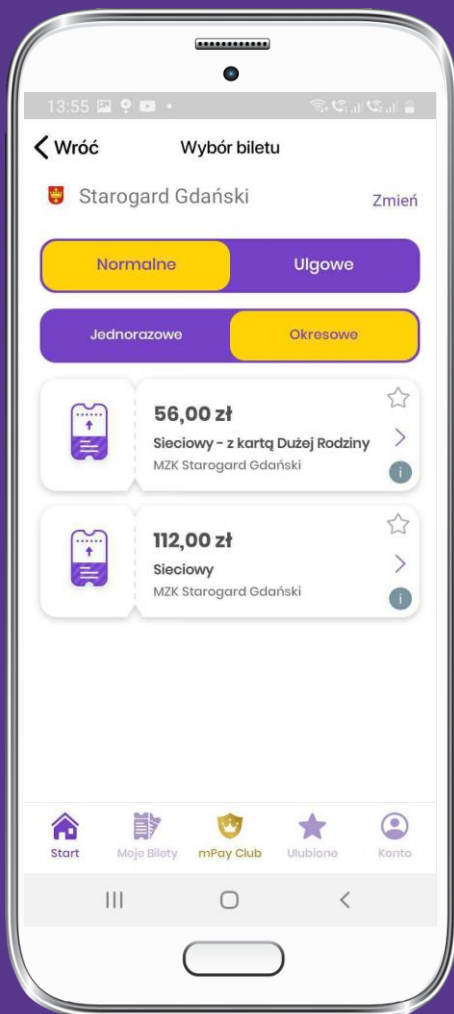 13:55
Wróć
Wybór biletu
Starogard Gdański
Zmień
Normalne
Ulgowe
Jednorazowe
Okresowe
56,00 zł
Sieciowy - z kartą Dużej Rodziny
MZK Starogard Gdański
112,00 zł
Sieciowy
MZK Starogard Gdański
Start
Moje Bilety
mPay Club
Ulubione
Konto